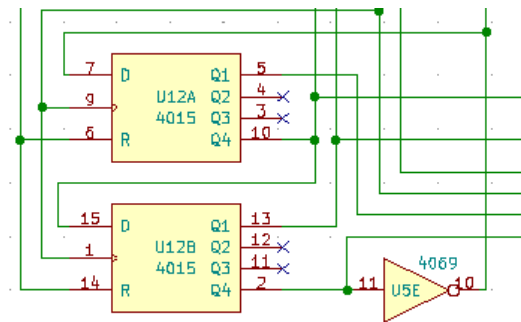 7 D Q1 5
9 U12A Q2 4
4015 Q3 3
6 R Q4 10
15 D Q1 13
1 U12B Q2 12
4015 Q3 11
14 R Q4 2
4069
11 U5E 10